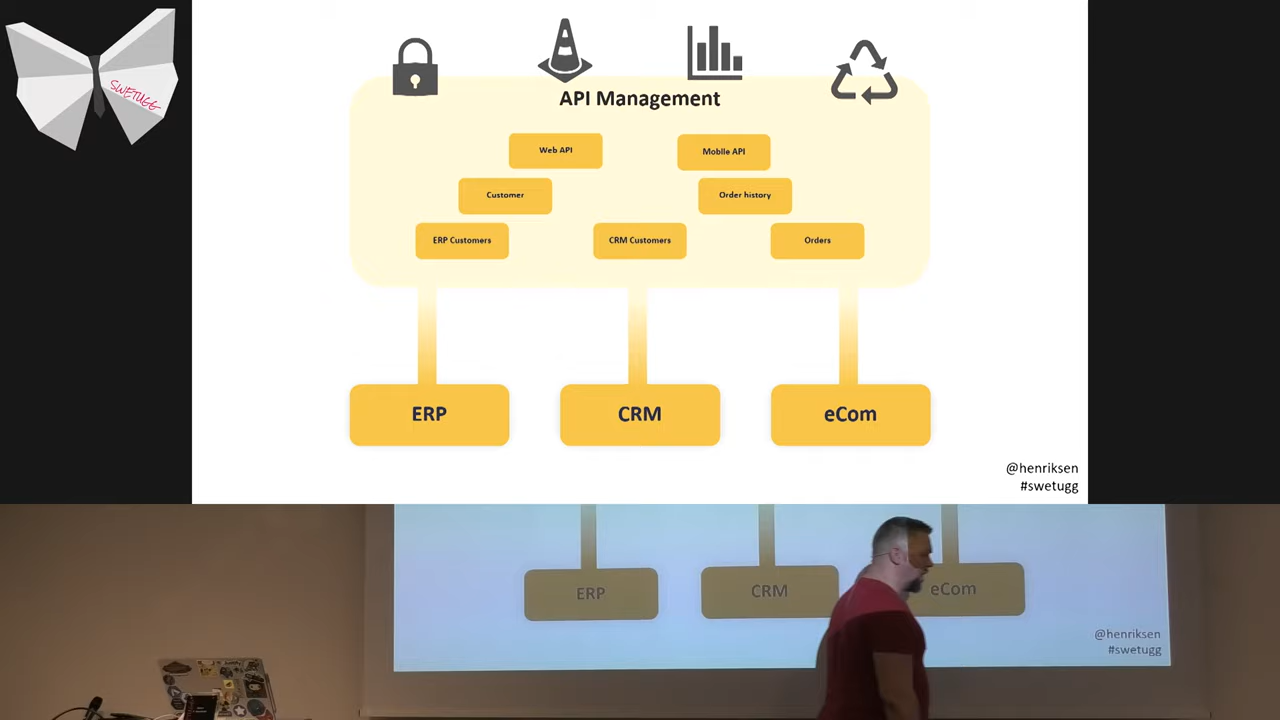 SWETUGG
API Management
Web API
Mobile API
Customer
Order history
ERP Customers
CRM Customers
Orders
ERP
CRM
eCom
@henriksen
#swetugg
ERP
CRM
eCom
@henriksen
#swetugg